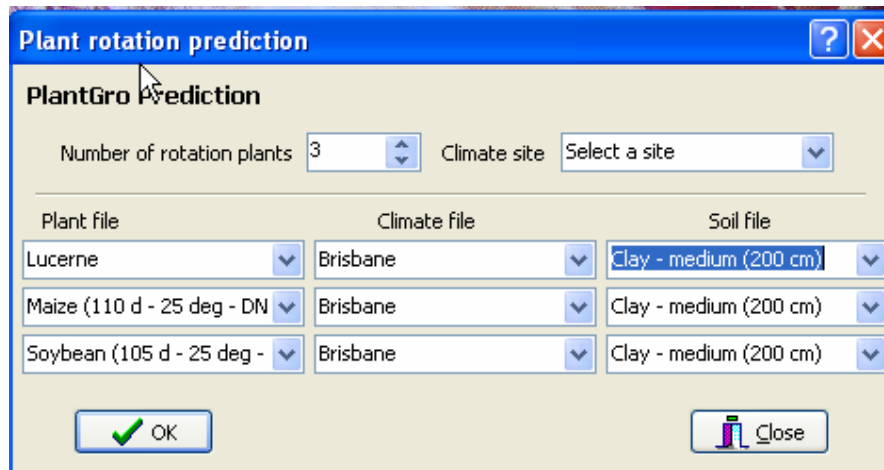 Plant rotation prediction
PlantGro Prediction
Number of rotation plants 3 Climate site Select a site
Plant file Climate file Soil file
Lucerne Brisbane Clay - medium (200 cm)
Maize (110 d - 25 deg - DN Brisbane Clay - medium (200 cm)
Soybean (105 d - 25 deg - Brisbane Clay - medium (200 cm)
OK Close